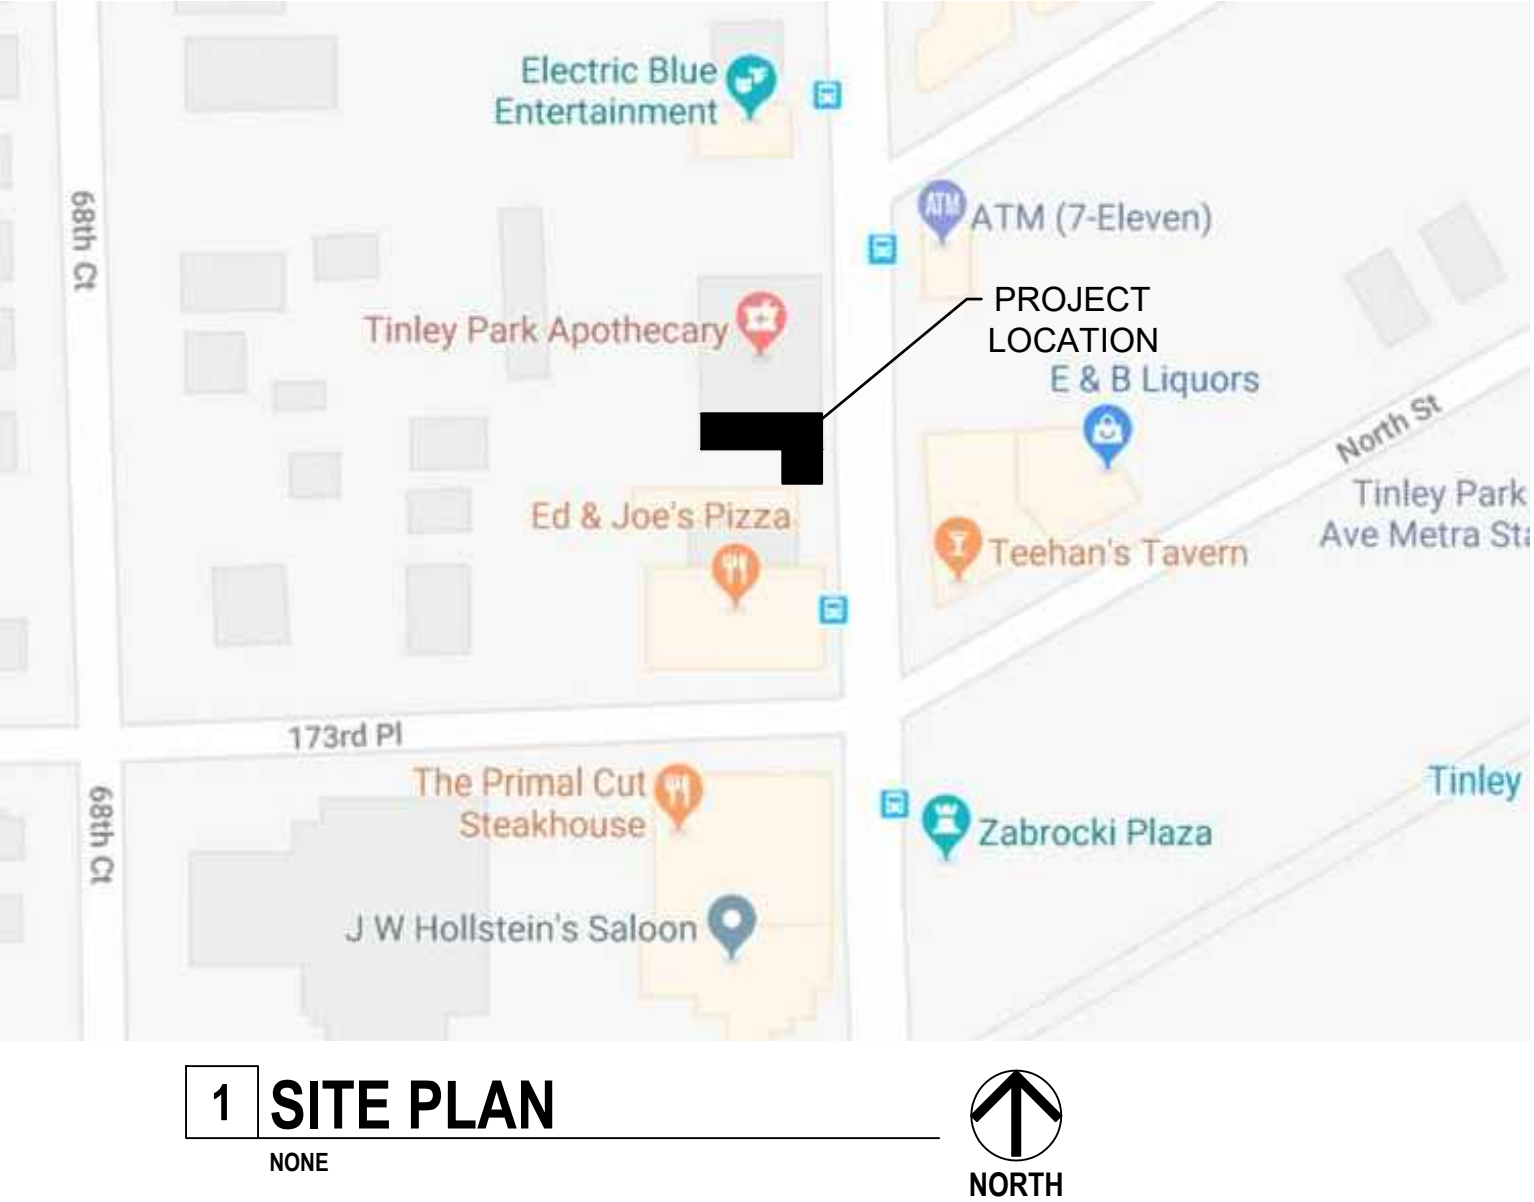 Electric Blue
Entertainment
68th Ct
ATM
ATM (7-Eleven)
PROJECT
LOCATION
Tinley Park Apothecary
E & B Liquors
North St
Tinley Park
Ave Metra Sta
Ed & Joe's Pizza
Teehan's Tavern
173rd Pl
The Primal Cut
Steakhouse
Tinley
68th Ct
Zabrocki Plaza
J W Hollstein's Saloon
1 SITE PLAN
NONE
NORTH